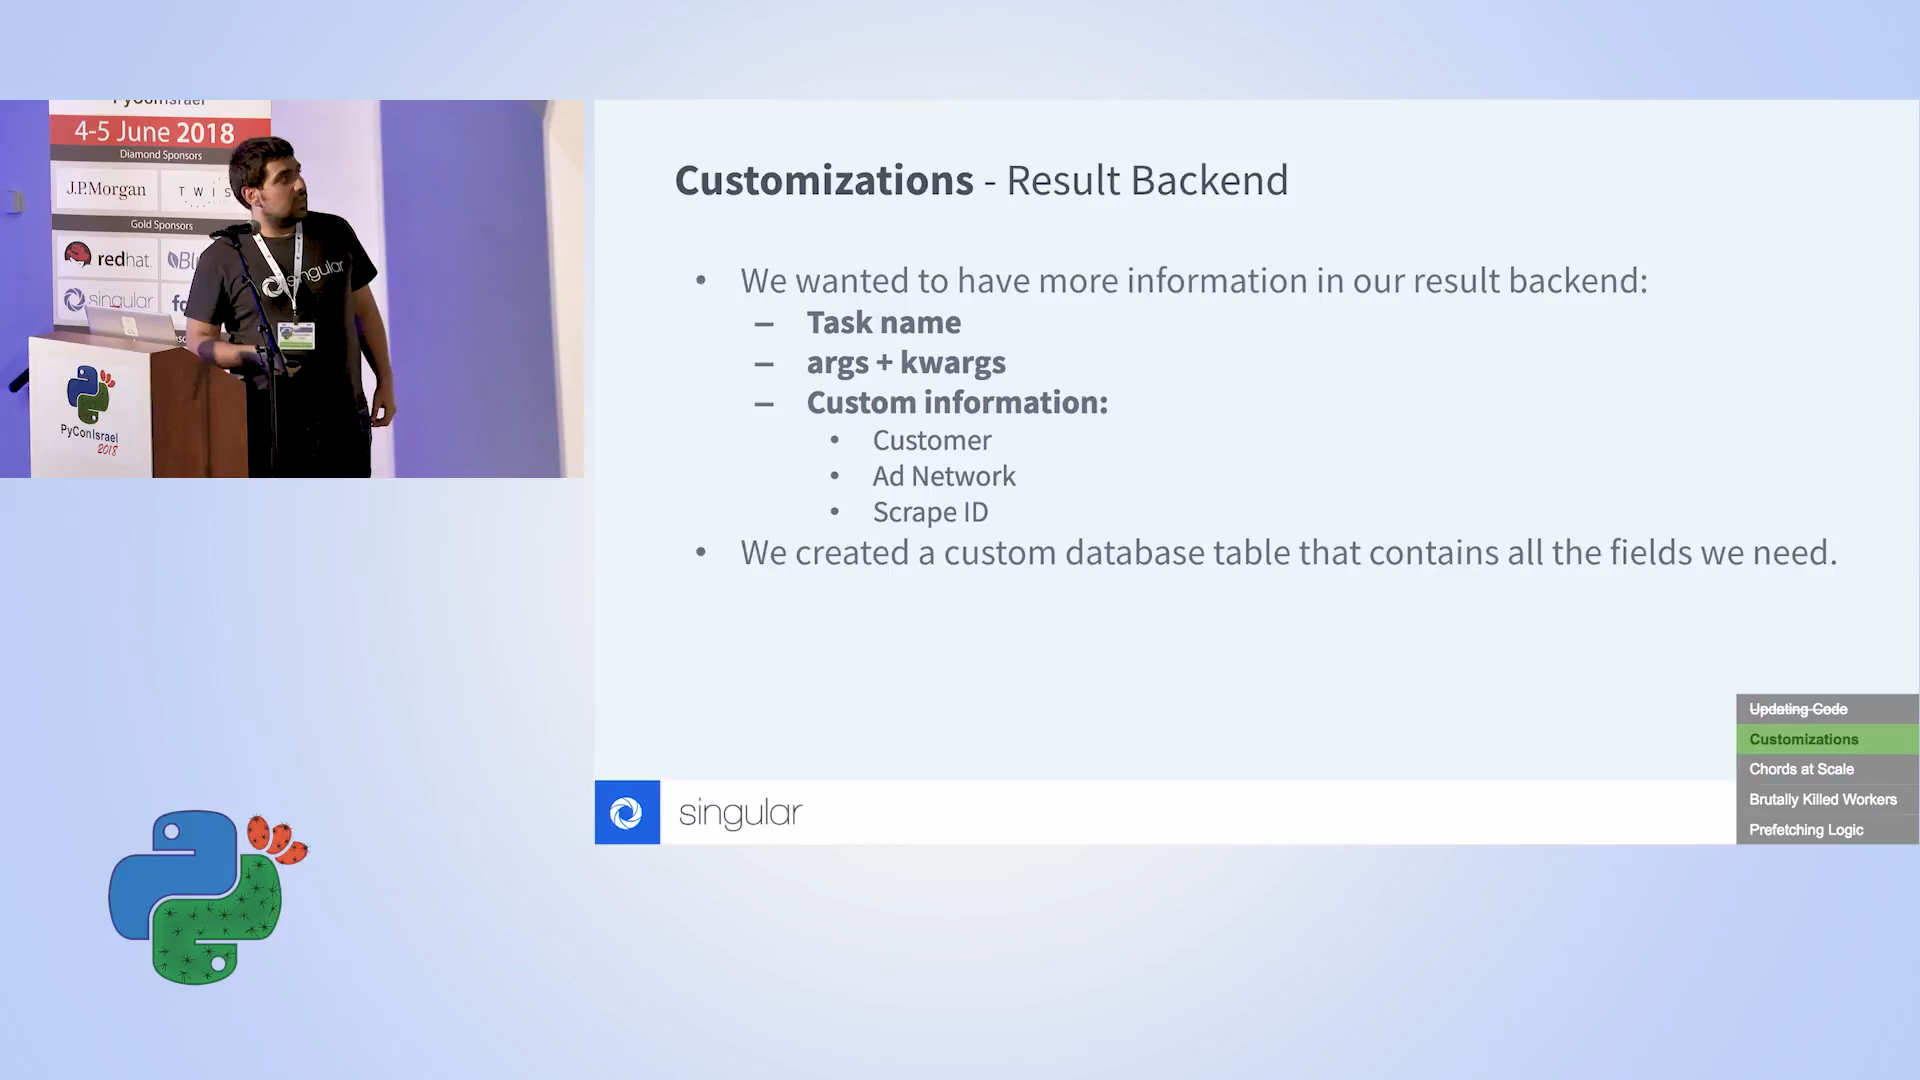 4-5 June 2018
Diamond Sponsors
J.P.Morgan
Gold Sponsors
redhat.
singular
singular
PyConIsrael
2018
Customizations - Result Backend
• We wanted to have more information in our result backend:
– Task name
– args + kwargs
– Custom information:
• Customer
• Ad Network
• Scrape ID
• We created a custom database table that contains all the fields we need.
Updating Code
Customizations
Chords at Scale
Brutally Killed Workers
Prefetching Logic
singular